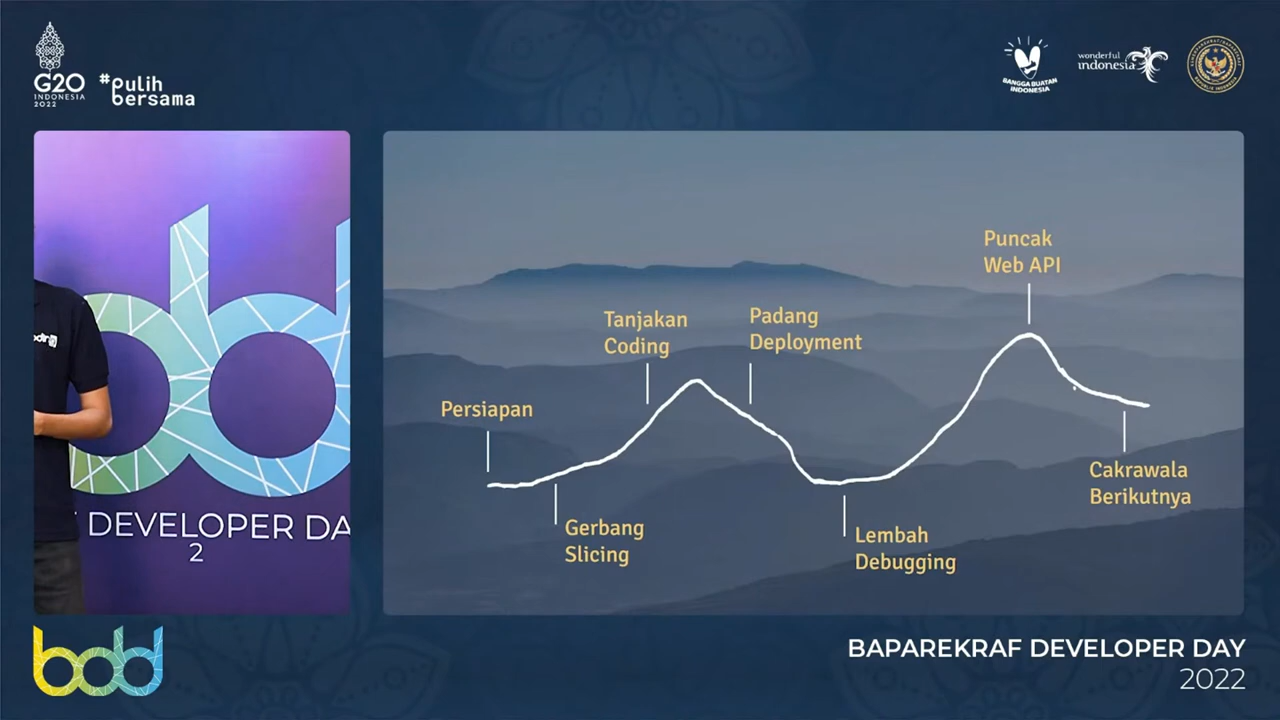 G20
INDONESIA
2022
#pulih
bersama
BANGGA BUATAN
INDONESIA
wonderful
indonesia
DEVELOPER DA
2
Persiapan
Gerbang
Slicing
Tanjakan
Coding
Padang
Deployment
Lembah
Debugging
Puncak
Web API
Cakrawala
Berikutnya
bdd
BAPAREKRAF DEVELOPER DAY
2022